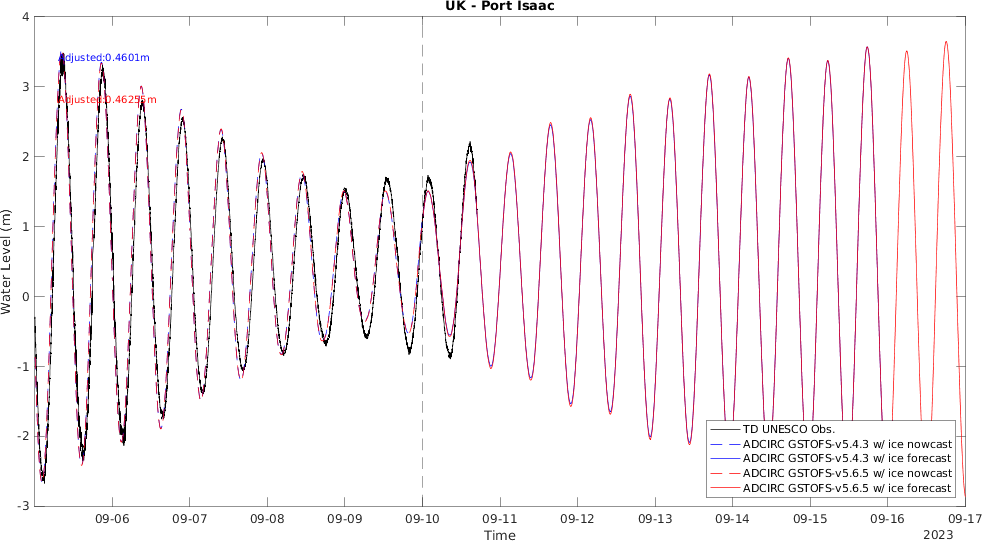 UK - Port Isaac
4
3
2
1
0
-1
-2
-3
Water Level (m)
Adjusted:0.4601m
Adjusted:0.46255m
TD UNESCO Obs.
ADCIRC GSTOFS-v5.4.3 w/ ice nowcast
ADCIRC GSTOFS-v5.4.3 w/ ice forecast
ADCIRC GSTOFS-v5.6.5 w/ ice nowcast
ADCIRC GSTOFS-v5.6.5 w/ ice forecast
09-06 09-07 09-08 09-09 09-10 09-11 09-12 09-13 09-14 09-15 09-16 09-17
Time
2023